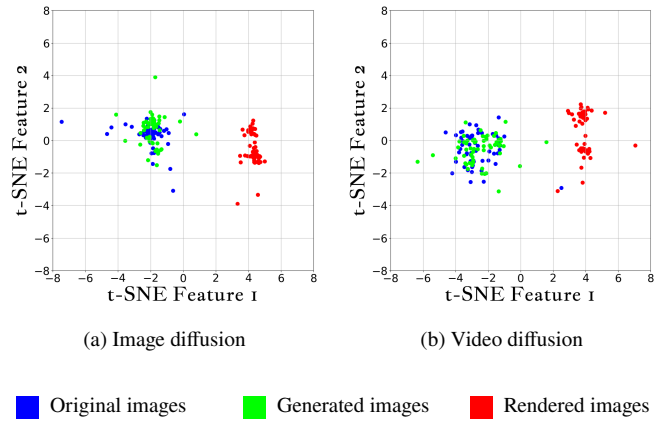 8
6
4
2
0
−2
−4
−6
−8
−8 −6 −4 −2 0 2 4 6 8
t-SNE Feature 2
t-SNE Feature 1
(a) Image diffusion
8
6
4
2
0
−2
−4
−6
−8
−8 −6 −4 −2 0 2 4 6 8
t-SNE Feature 2
t-SNE Feature 1
(b) Video diffusion
Original images Generated images Rendered images